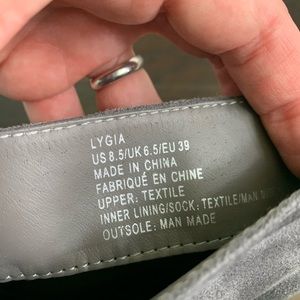 LYGIA
US 8.5/UK 6.5/EU 39
MADE IN CHINA
FABRIQUÉ EN CHINE
UPPER: TEXTILE
INNER LINING/SOCK: TEXTILE/MAN
OUTSOLE: MAN MADE